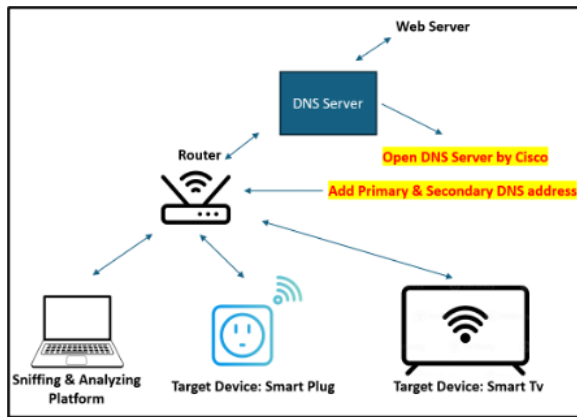 Web Server
DNS Server
Open DNS Server by Cisco
Router
Add Primary & Secondary DNS address
Sniffing & Analyzing
Platform
Target Device: Smart Plug
Target Device: Smart Tv